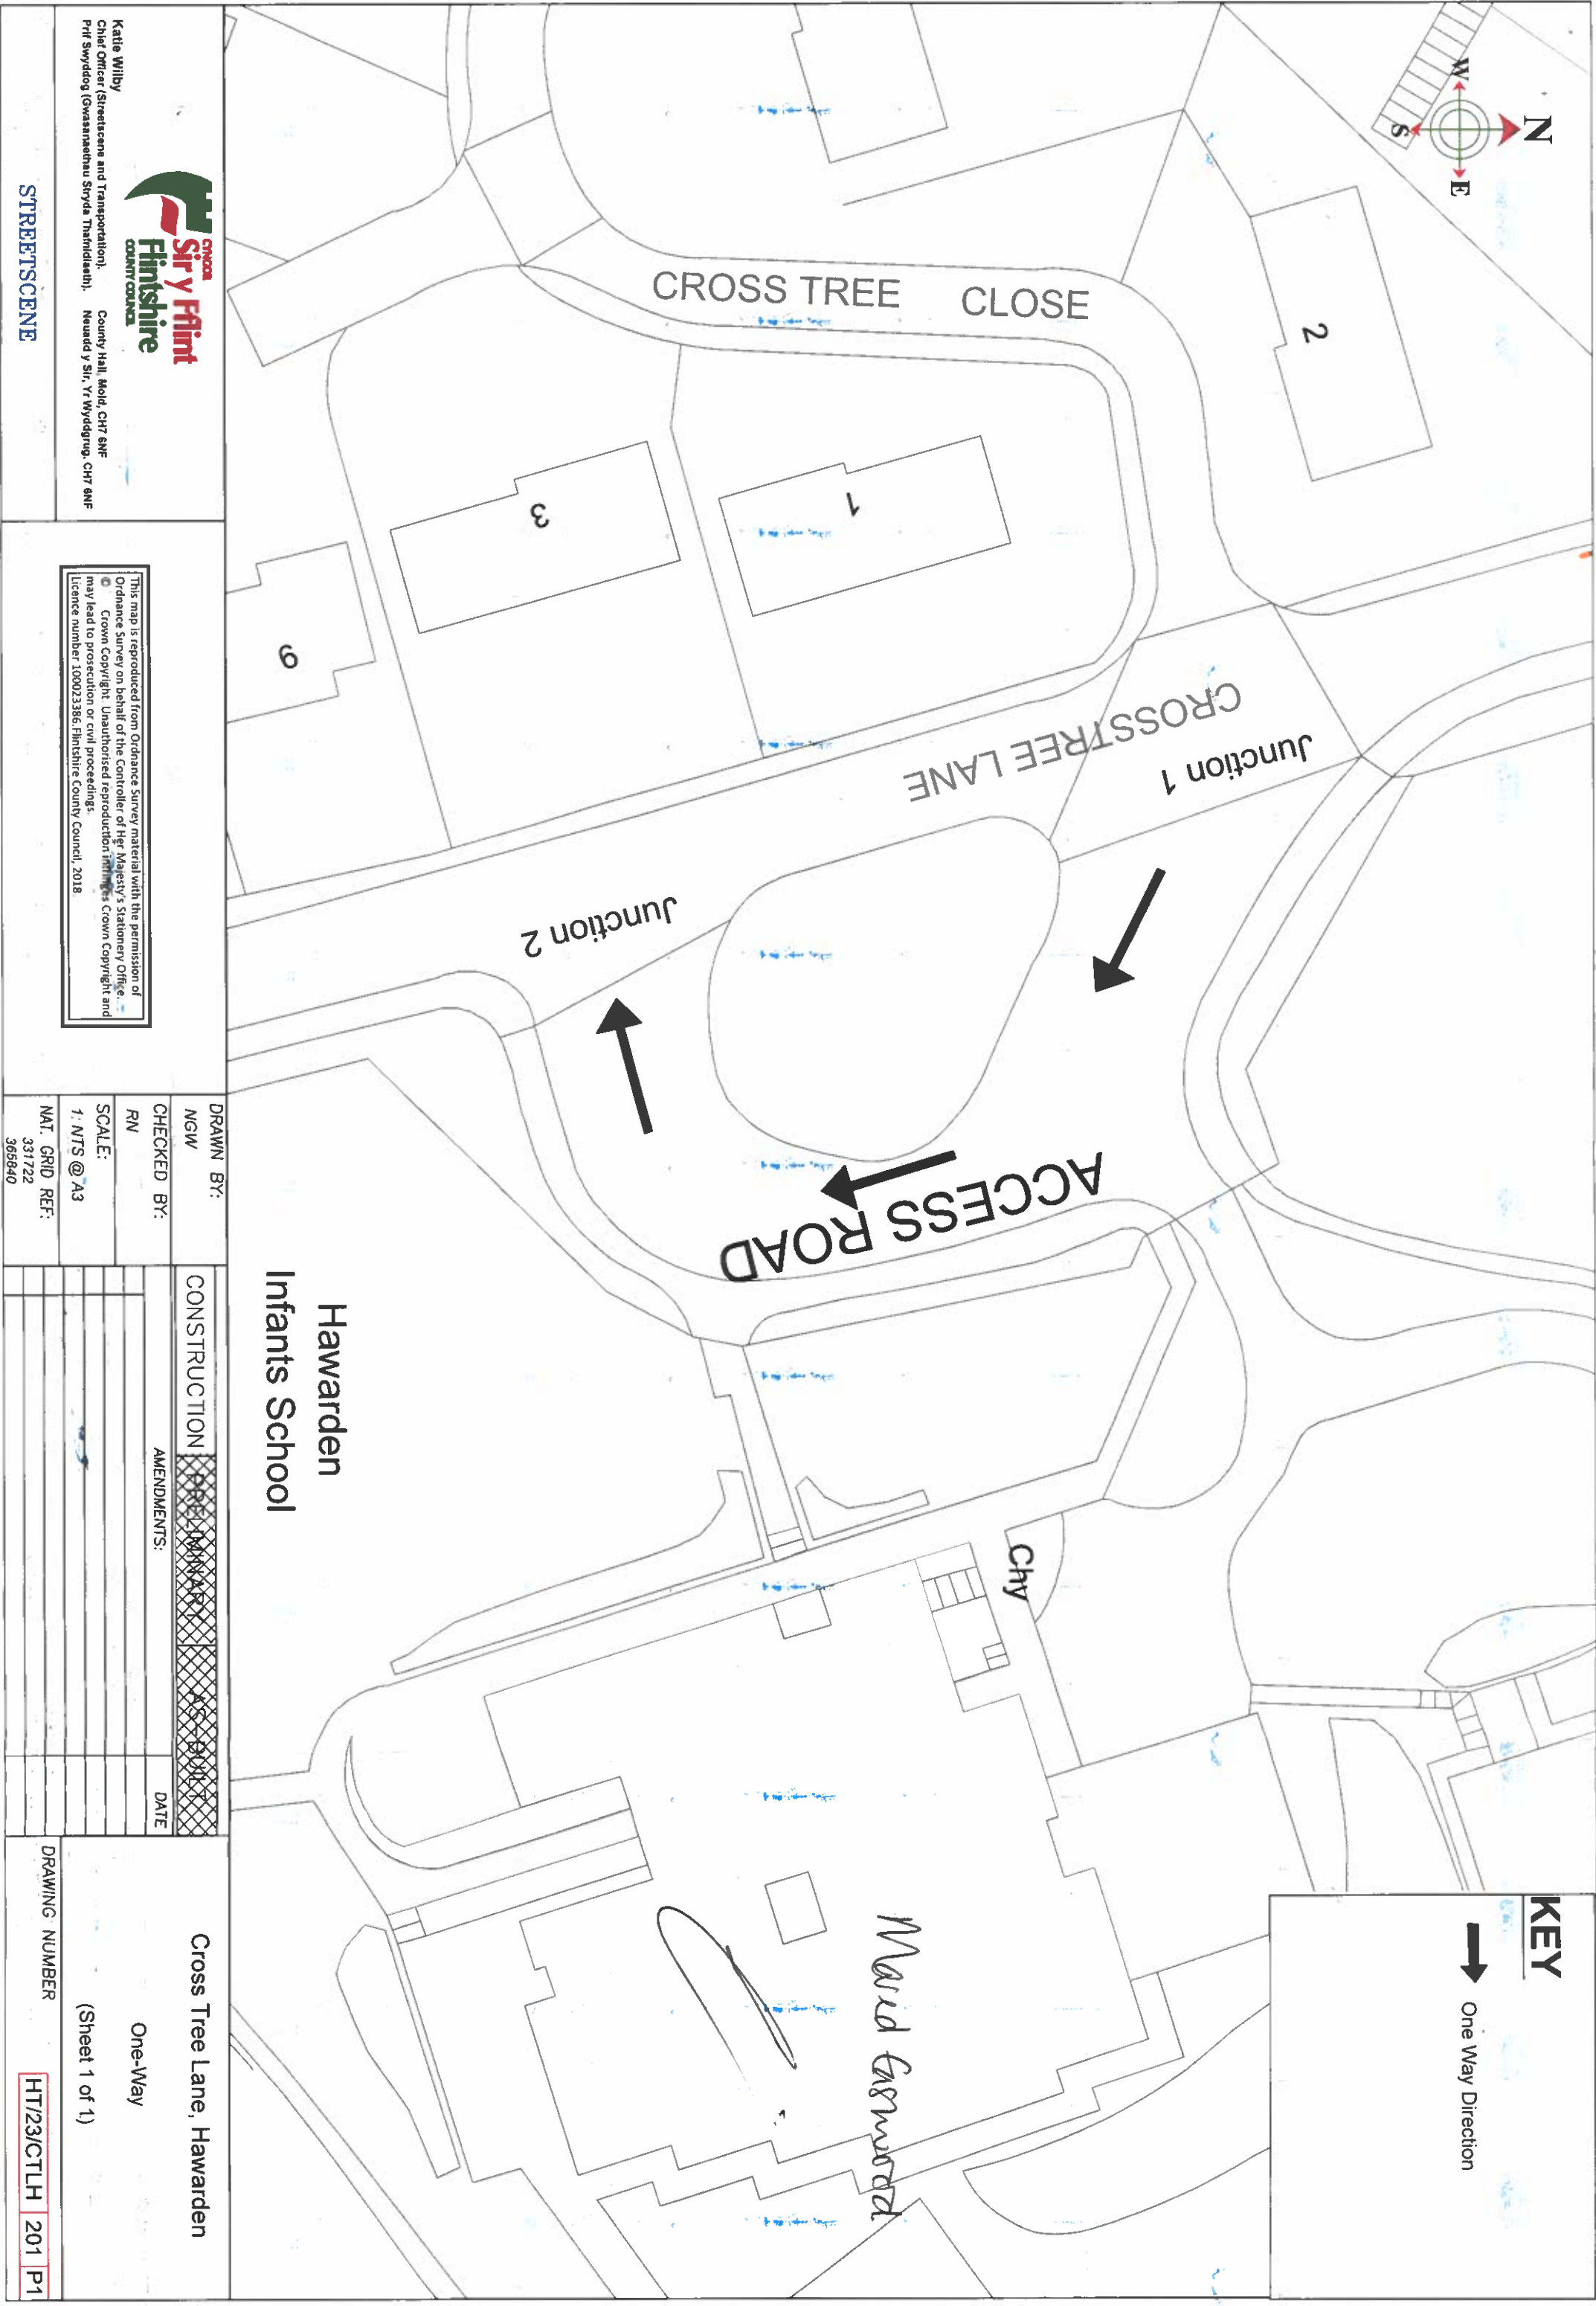 N
W
E
S
KEY
One Way Direction
2
CROSS TREE CLOSE
1
3
9
CROSSTREE LANE
Junction 1
Junction 2
ACCESS ROAD
Hawarden
Infants School
Chy
CYNGOR
Sir y Fflint
Flintshire
COUNTY COUNCIL
Katie Wilby
Chief Officer (Streetscene and Transportation). County Hall, Mold, CH7 6NF
Prif Swyddog (Gwasanaethau Stryda Thafnidiaeth). Neuadd y Sir, Yr Wyddgrug. CH7 6NF
STREETSCENE
This map is reproduced from Ordnance Survey material with the permission of
Ordnance Survey on behalf of the Controller of Her Majesty's Stationery Office.
© Crown Copyright. Unauthorised reproduction infringes Crown Copyright and
may lead to prosecution or civil proceedings.
Licence number 100023386.Flintshire County Council, 2018
DRAWN BY:
NGW
CHECKED BY:
RN
SCALE:
1: NTS @ A3
NAT. GRID REF:
331722
365840
CONSTRUCTION PRELIMINARY AS-BUILT
AMENDMENTS: DATE
Cross Tree Lane, Hawarden
One-Way
(Sheet 1 of 1)
DRAWING NUMBER HT/23/CTLH 201 P1